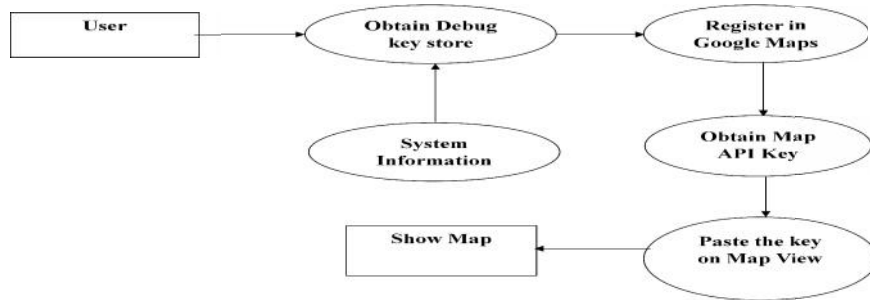 User
Obtain Debug
key store
Register in
Google Maps
System
Information
Obtain Map
API Key
Show Map
Paste the key
on Map View